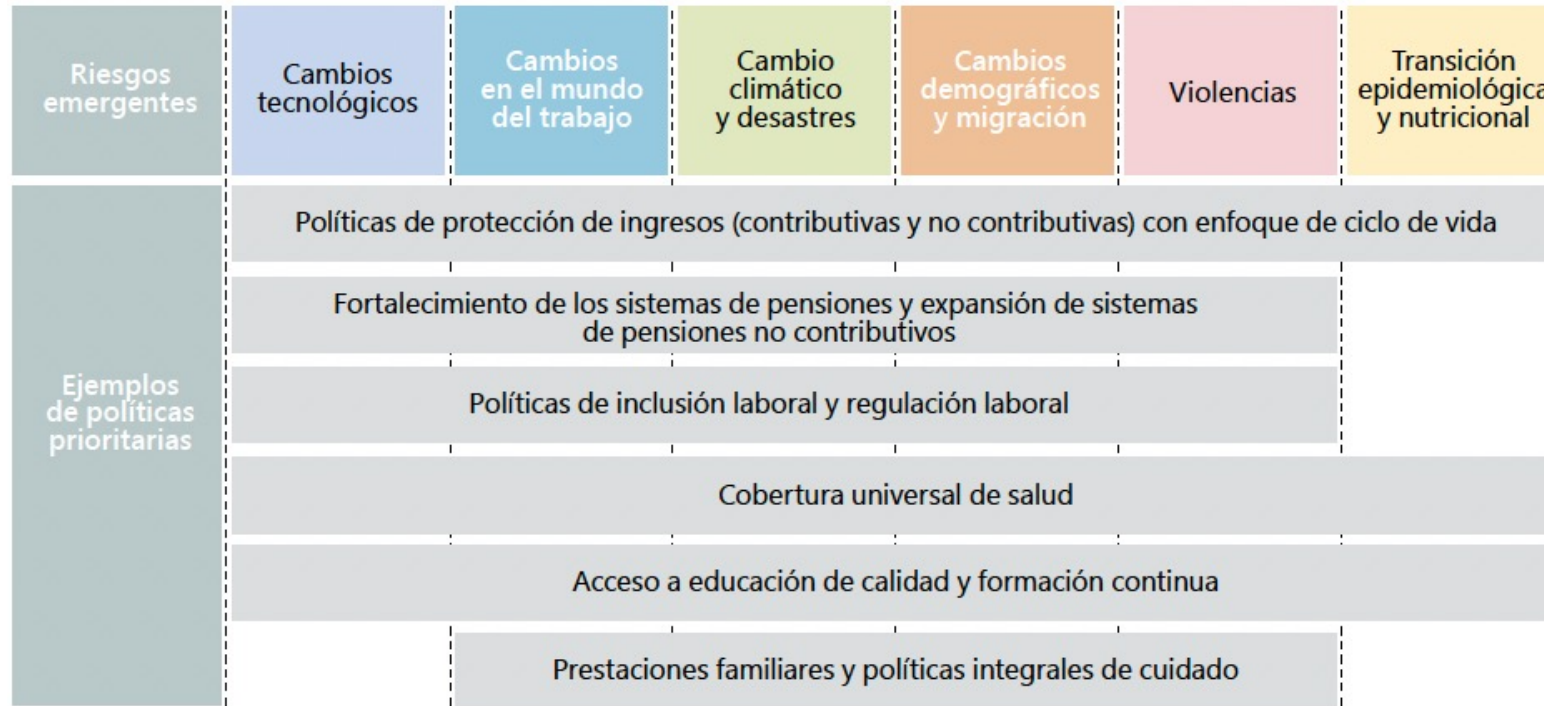 Riesgos
emergentes
Cambios
tecnológicos
Cambios
en el mundo
del trabajo
Cambio
climático
y desastres
Cambios
demográficos
y migración
Violencias
Transición
epidemiológica
y nutricional
Ejemplos
de políticas
prioritarias
Políticas de protección de ingresos (contributivas y no contributivas) con enfoque de ciclo de vida
Fortalecimiento de los sistemas de pensiones y expansión de sistemas
de pensiones no contributivos
Políticas de inclusión laboral y regulación laboral
Cobertura universal de salud
Acceso a educación de calidad y formación continua
Prestaciones familiares y políticas integrales de cuidado